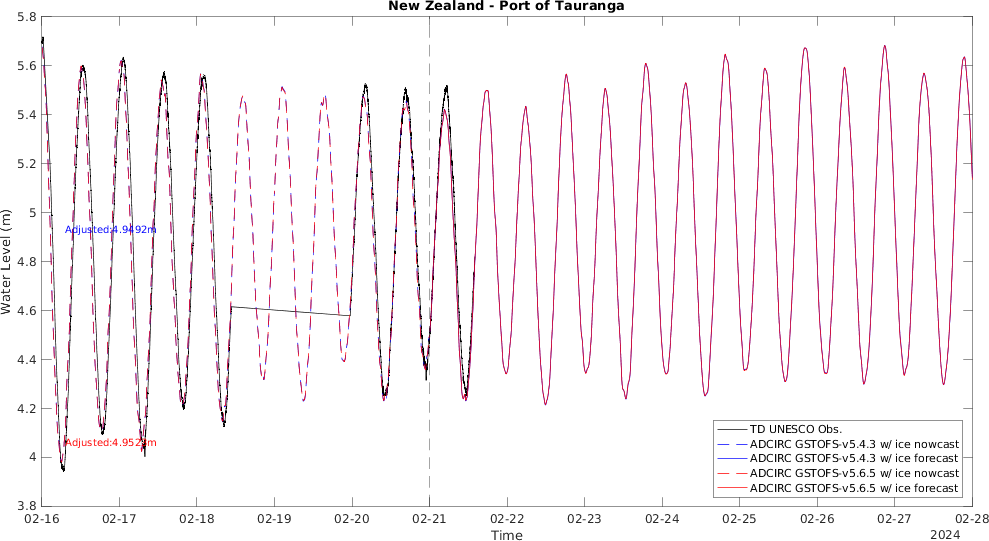 New Zealand - Port of Tauranga
5.8
5.6
5.4
5.2
5
4.8
4.6
4.4
4.2
4
3.8
Water Level (m)
Adjusted:4.9492m
TD UNESCO Obs.
ADCIRC GSTOFS-v5.4.3 w/ ice nowcast
ADCIRC GSTOFS-v5.4.3 w/ ice forecast
ADCIRC GSTOFS-v5.6.5 w/ ice nowcast
ADCIRC GSTOFS-v5.6.5 w/ ice forecast
02-16 02-17 02-18 02-19 02-20 02-21 02-22 02-23 02-24 02-25 02-26 02-27 02-28
Time
2024